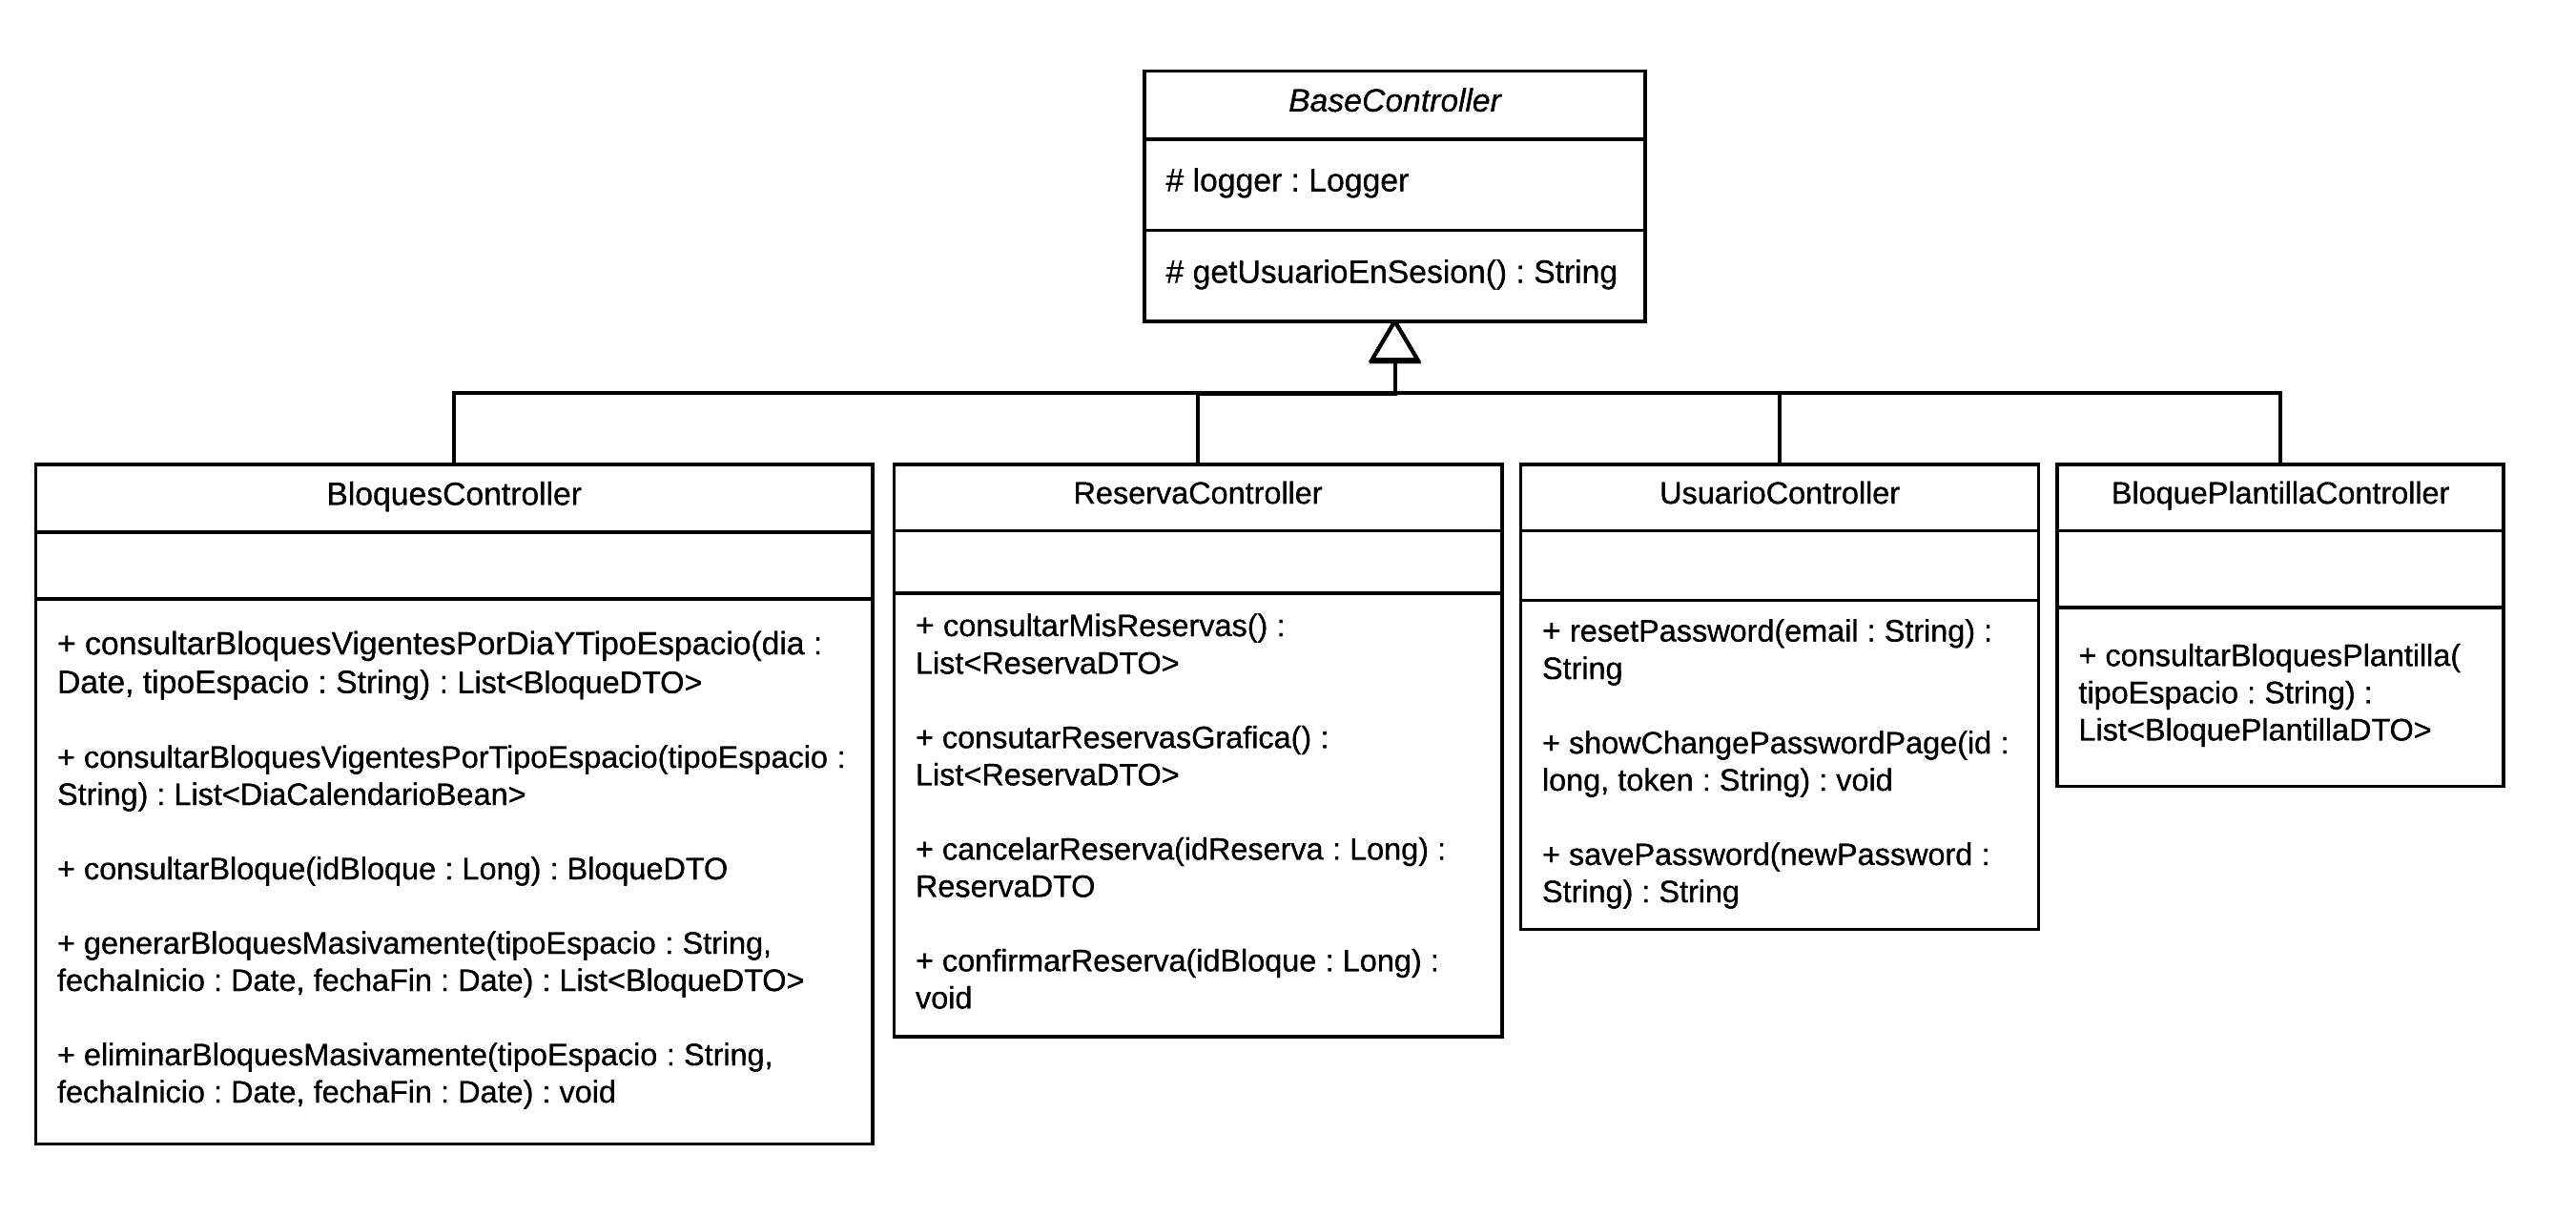 BaseController
# logger : Logger
# getUsuarioEnSesion() : String
BloquesController
+ consultarBloquesVigentesPorDiaYTipoEspacio(dia :
Date, tipoEspacio : String) : List<BloqueDTO>
+ consultarBloquesVigentesPorTipoEspacio(tipoEspacio :
String) : List<DiaCalendarioBean>
+ consultarBloque(idBloque : Long) : BloqueDTO
+ generarBloquesMasivamente(tipoEspacio : String,
fechaInicio : Date, fechaFin : Date) : List<BloqueDTO>
+ eliminarBloquesMasivamente(tipoEspacio : String,
fechaInicio : Date, fechaFin : Date) : void
ReservaController
+ consultarMisReservas() :
List<ReservaDTO>
+ consutarReservasGrafica() :
List<ReservaDTO>
+ cancelarReserva(idReserva : Long) :
ReservaDTO
+ confirmarReserva(idBloque : Long) :
void
UsuarioController
+ resetPassword(email : String) :
String
+ showChangePasswordPage(id :
long, token : String) : void
+ savePassword(newPassword :
String) : String
BloquePlantillaController
+ consultarBloquesPlantilla(
tipoEspacio : String) :
List<BloquePlantillaDTO>